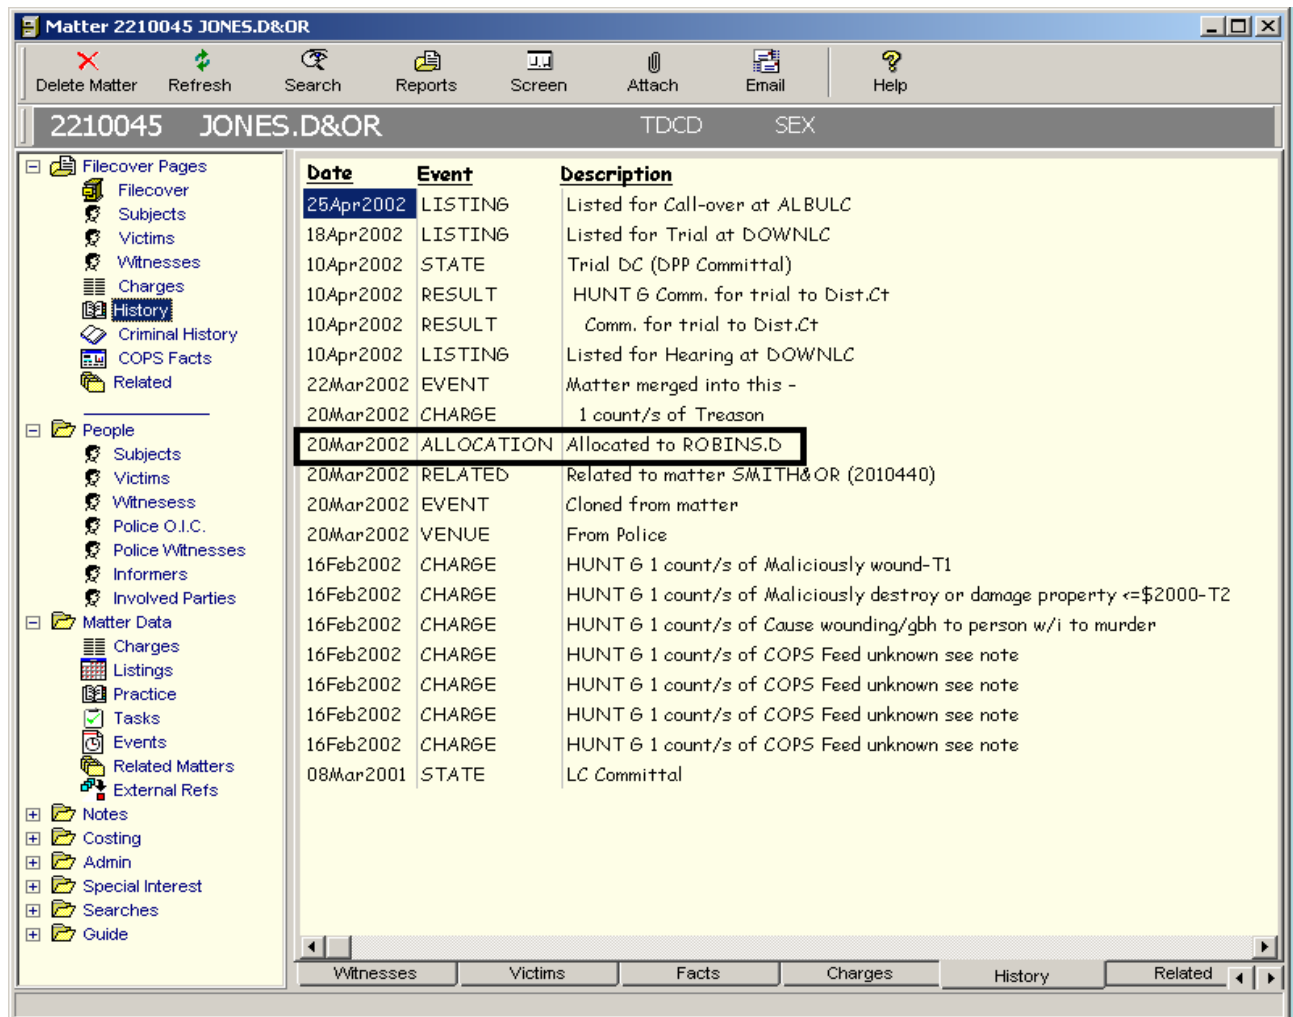 Matter 2210045 JONES.D&OR
Delete Matter Refresh Search Reports Screen Attach Email Help
2210045 JONES.D&OR TDCD SEX
Filecover Pages
Filecover
Subjects
Victims
Witnesses
Charges
History
Criminal History
COPS Facts
Related
People
Subjects
Victims
Witnesess
Police O.I.C.
Police Witnesses
Informers
Involved Parties
Matter Data
Charges
Listings
Practice
Tasks
Events
Related Matters
External Refs
Notes
Costing
Admin
Special Interest
Searches
Guide
Date Event Description
25Apr2002 LISTING Listed for Call-over at ALBULC
18Apr2002 LISTING Listed for Trial at DOWNLC
10Apr2002 STATE Trial DC (DPP Committal)
10Apr2002 RESULT HUNT G Comm. for trial to Dist.Ct
10Apr2002 RESULT Comm. for trial to Dist.Ct
10Apr2002 LISTING Listed for Hearing at DOWNLC
22Mar2002 EVENT Matter merged into this -
20Mar2002 CHARGE 1 count/s of Treason
20Mar2002 ALLOCATION Allocated to ROBINS.D
20Mar2002 RELATED Related to matter SMITH&OR (2010440)
20Mar2002 EVENT Cloned from matter
20Mar2002 VENUE From Police
16Feb2002 CHARGE HUNT G 1 count/s of Maliciously wound-T1
16Feb2002 CHARGE HUNT G 1 count/s of Maliciously destroy or damage property <=$2000-T2
16Feb2002 CHARGE HUNT G 1 count/s of Cause wounding/gbh to person w/i to murder
16Feb2002 CHARGE HUNT G 1 count/s of COPS Feed unknown see note
16Feb2002 CHARGE HUNT G 1 count/s of COPS Feed unknown see note
16Feb2002 CHARGE HUNT G 1 count/s of COPS Feed unknown see note
16Feb2002 CHARGE HUNT G 1 count/s of COPS Feed unknown see note
08Mar2001 STATE LC Committal
Witnesses Victims Facts Charges History Related